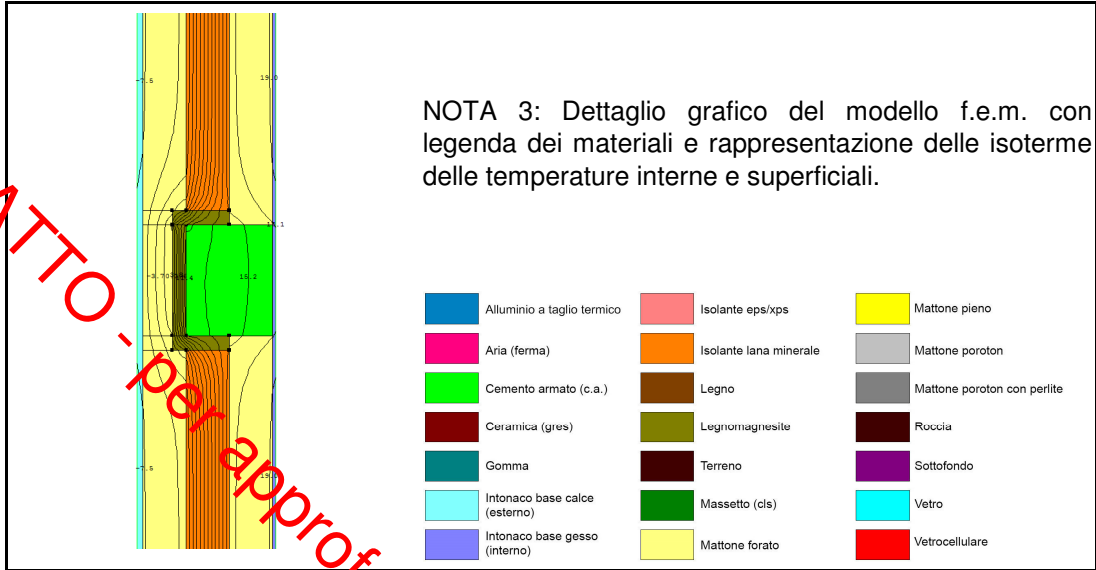 -7.5
19.0
NOTA 3: Dettaglio grafico del modello f.e.m. con
legenda dei materiali e rappresentazione delle isoterme
delle temperature interne e superficiali.
-3.70
15.2
-7.5
ATTO - per approf
Alluminio a taglio termico
Aria (ferma)
Cemento armato (c.a.)
Ceramica (gres)
Gomma
Intonaco base calce
(esterno)
Intonaco base gesso
(interno)
Isolante eps/xps
Isolante lana minerale
Legno
Legnomagnesite
Terreno
Massetto (cls)
Mattone forato
Mattone pieno
Mattone poroton
Mattone poroton con perlite
Roccia
Sottofondo
Vetro
Vetrocellulare